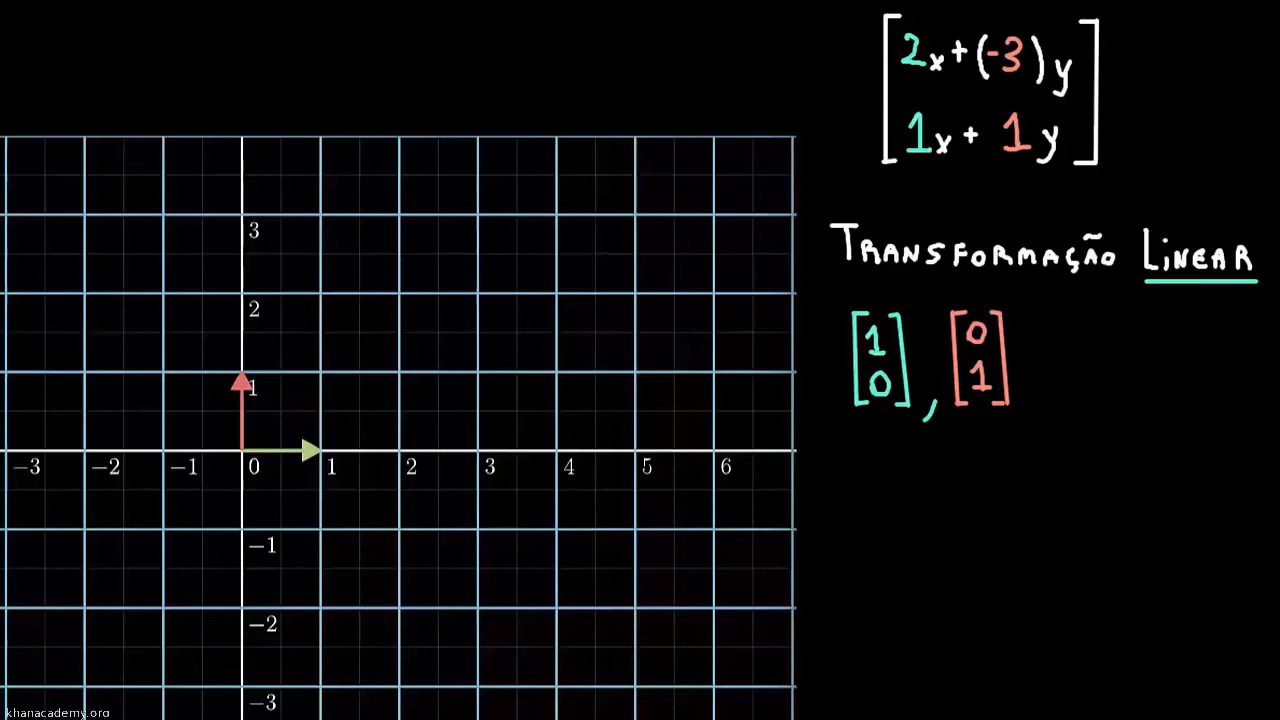 2x+(-3)y
1x+ 1y
TRANSFORMAÇÃO LINEAR
1 0
0 , 1
3
2
1
−3 −2 −1 0 1 2 3 4 5 6
−1
−2
−3
khanacademy.org